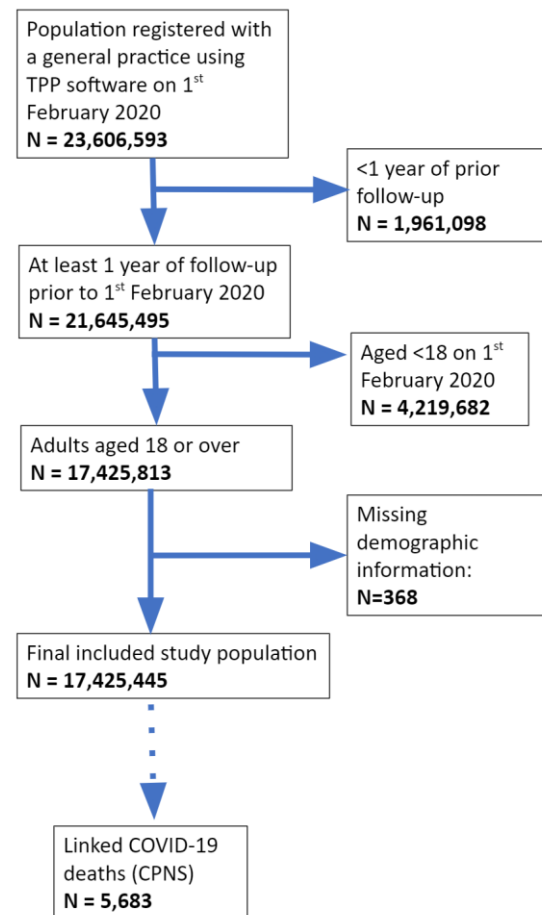 Population registered with
a general practice using
TPP software on 1st
February 2020
N = 23,606,593
<1 year of prior
follow-up
N = 1,961,098
At least 1 year of follow-up
prior to 1st February 2020
N = 21,645,495
Aged <18 on 1st
February 2020
N = 4,219,682
Adults aged 18 or over
N = 17,425,813
Missing
demographic
information:
N=368
Final included study population
N = 17,425,445
Linked COVID-19
deaths (CPNS)
N = 5,683